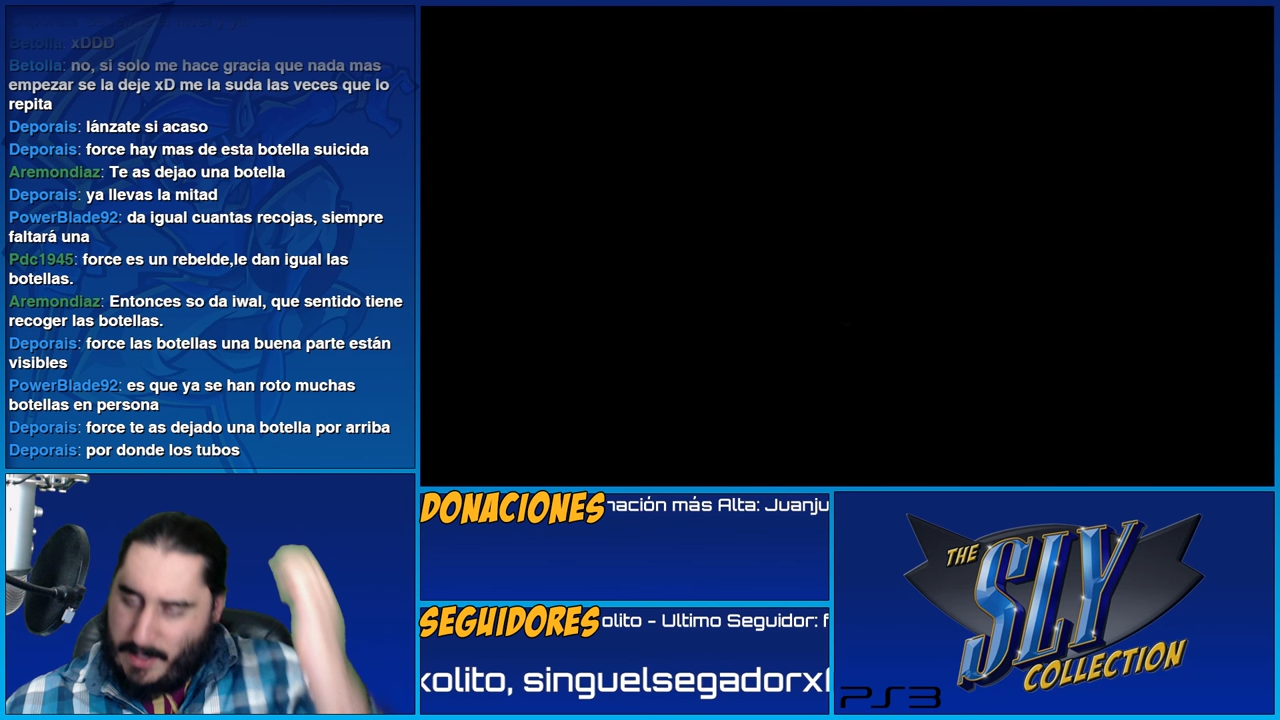 Betolla: xDDD
Betolla: no, si solo me hace gracia que nada mas
empezar se la deje xD me la suda las veces que lo
repita
Deporais: lánzate si acaso
Deporais: force hay mas de esta botella suicida
Aremondiaz: Te as dejao una botella
Deporais: ya llevas la mitad
PowerBlade92: da igual cuantas recojas, siempre
faltará una
Pdc1945: force es un rebelde,le dan igual las
botellas.
Aremondiaz: Entonces so da iwal, que sentido tiene
recoger las botellas.
Deporais: force las botellas una buena parte están
visibles
PowerBlade92: es que ya se han roto muchas
botellas en persona
Deporais: force te as dejado una botella por arriba
Deporais: por donde los tubos
DONACIONES nación más Alta: Juanju
SEGUIDORES olito - Ultimo Seguidor: f
xolito, singuelsegadorxf
THE
SLY
COLLECTION
PS3